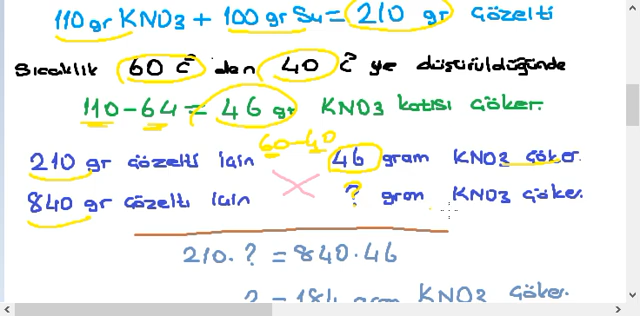 110 gr KNO3 + 100 gr Su = 210 gr çözelti
Sıcaklık 60 C° den 40 C° ye düşürüldüğünde
110-64 = 46 gr KNO3 katısı çöker.
60-40
210 gr çözelti için 46 gram KNO3 çöker.
840 gr çözelti için ? gram KNO3 çöker.
210 . ? = 840 . 46
? = 184 gram KNO3 çöker.